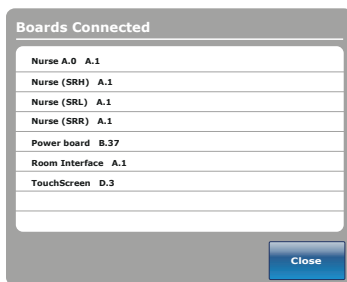 Boards Connected
Nurse A.0 A.1
Nurse (SRH) A.1
Nurse (SRL) A.1
Nurse (SRR) A.1
Power board B.37
Room Interface A.1
TouchScreen D.3
Close